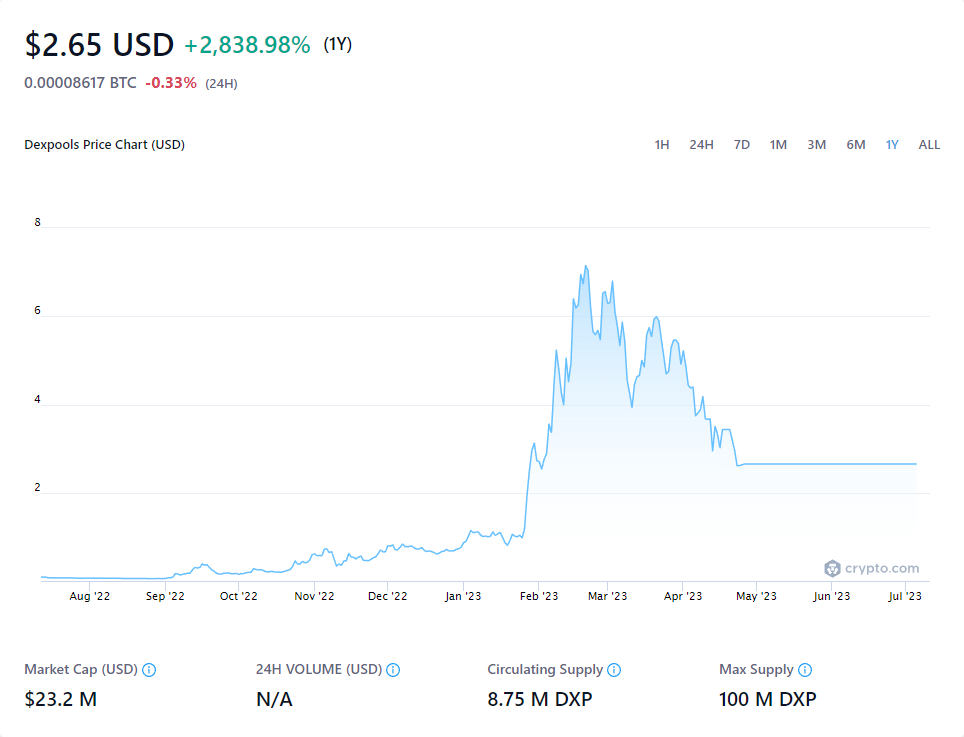 $2.65 USD +2,838.98% (1Y)
0.00008617 BTC -0.33% (24H)
Dexpools Price Chart (USD) 1H 24H 7D 1M 3M 6M 1Y ALL
8
6
4
2
crypto.com
Aug '22 Sep '22 Oct '22 Nov '22 Dec '22 Jan '23 Feb '23 Mar '23 Apr '23 May '23 Jun '23 Jul '23
Market Cap (USD) 24H VOLUME (USD) Circulating Supply Max Supply
$23.2 M N/A 8.75 M DXP 100 M DXP